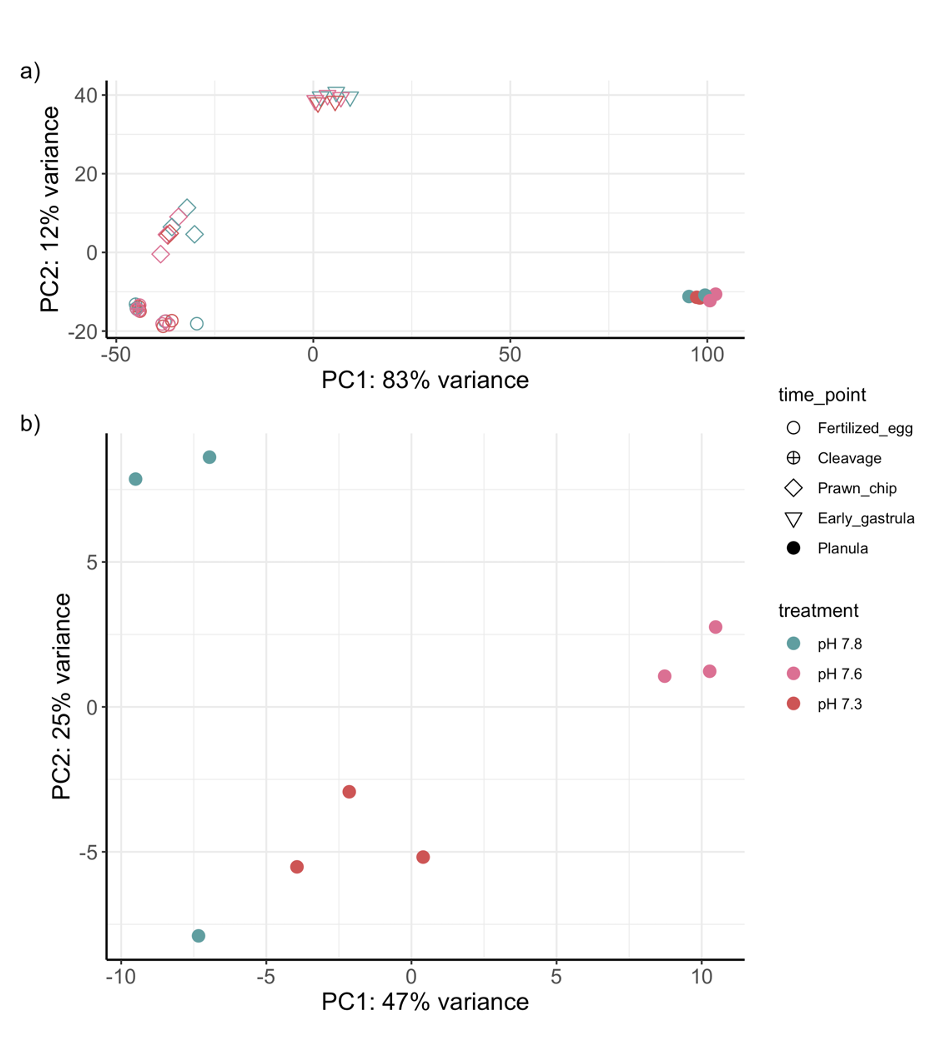 a)
40
20
0
-20
PC2: 12% variance
-50
0
50
100
PC1: 83% variance
b)
5
0
-5
PC2: 25% variance
-10
-5
0
5
10
PC1: 47% variance
time_point
Fertilized_egg
Cleavage
Prawn_chip
Early_gastrula
Planula
treatment
pH 7.8
pH 7.6
pH 7.3